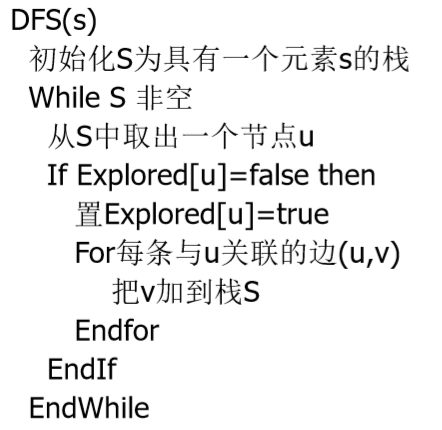 DFS(s)
初始化S为具有一个元素s的栈
While S 非空
从S中取出一个节点u
If Explored[u]=false then
置Explored[u]=true
For每条与u关联的边(u,v)
把v加到栈S
Endfor
EndIf
EndWhile